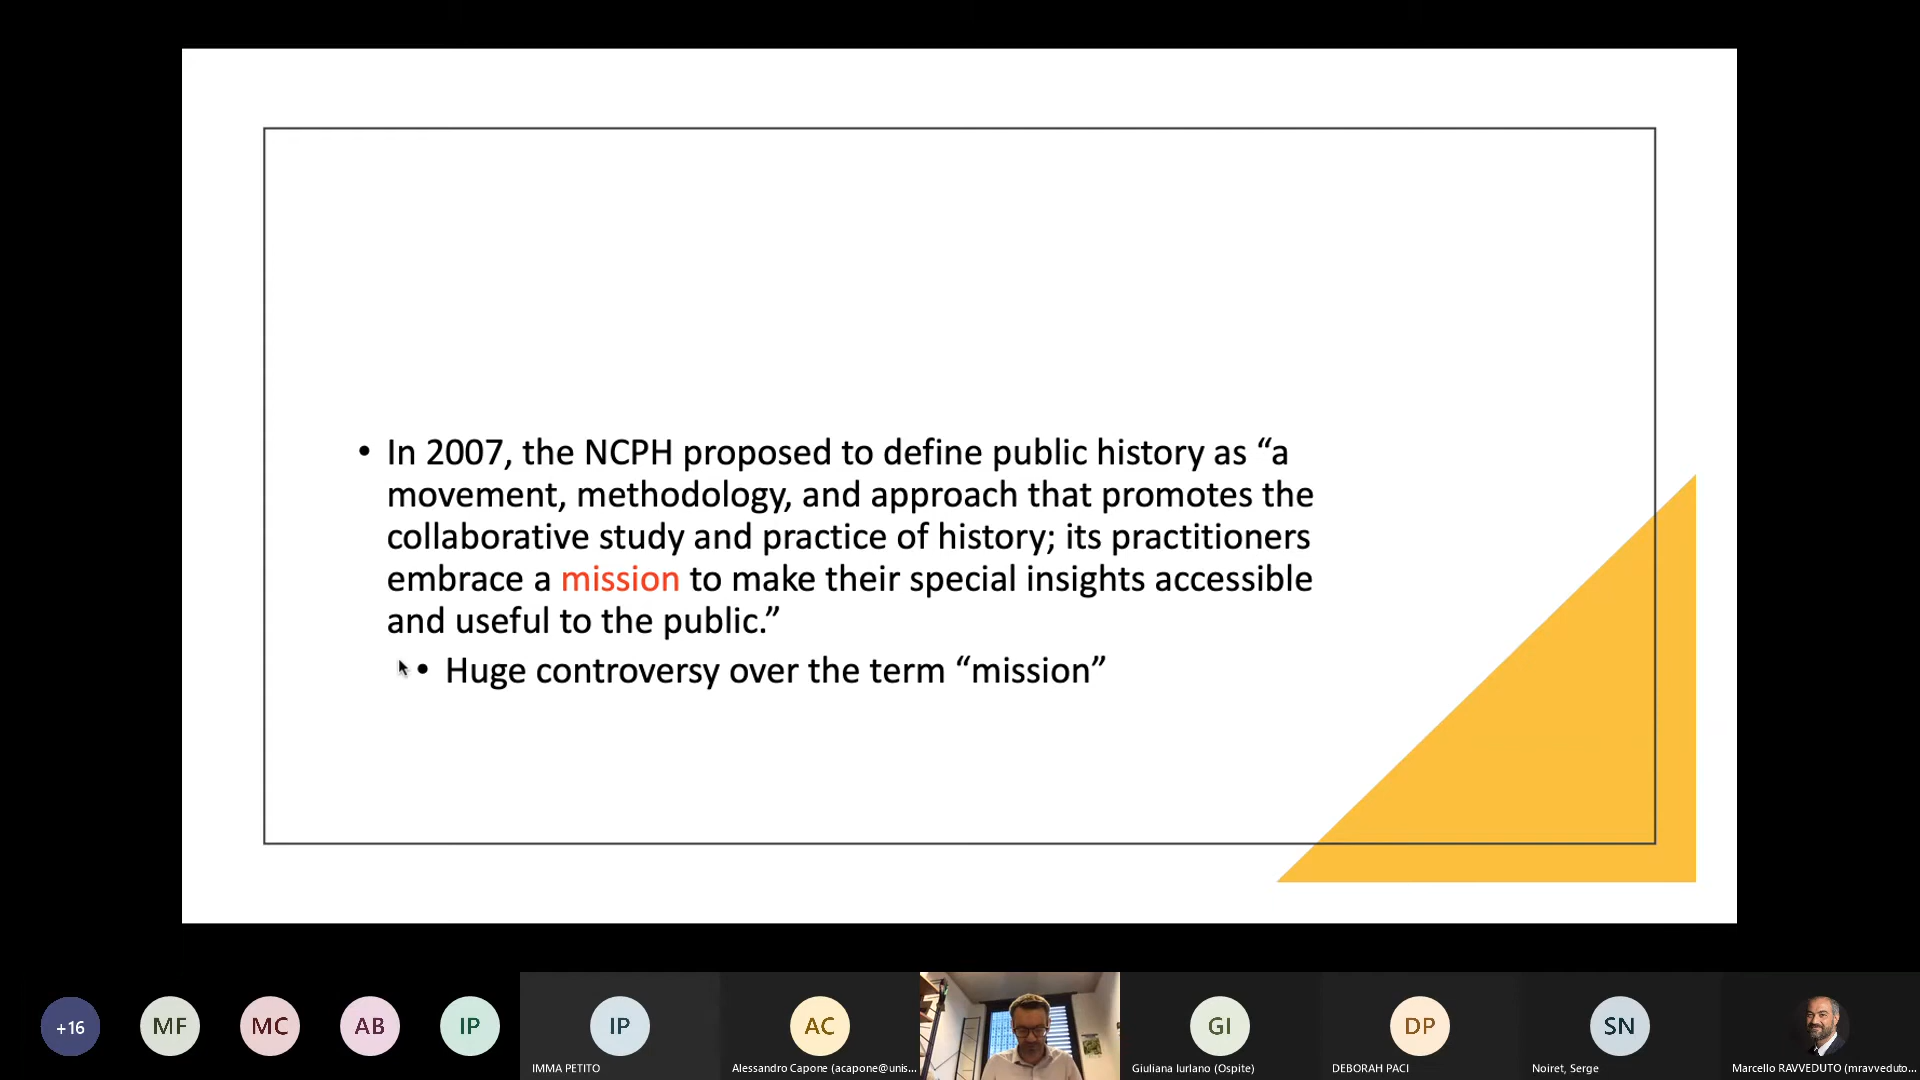 • In 2007, the NCPH proposed to define public history as “a
movement, methodology, and approach that promotes the
collaborative study and practice of history; its practitioners
embrace a mission to make their special insights accessible
and useful to the public.”
• Huge controversy over the term “mission”
+16
MF
MC
AB
IP
IP
AC
GI
DP
SN
IMMA PETITO
Alessandro Capone (acapone@unis...
Giuliana Iurlano (Ospite)
DEBORAH PACI
Noiret, Serge
Marcello RAVVEDUTO (mravveduto...